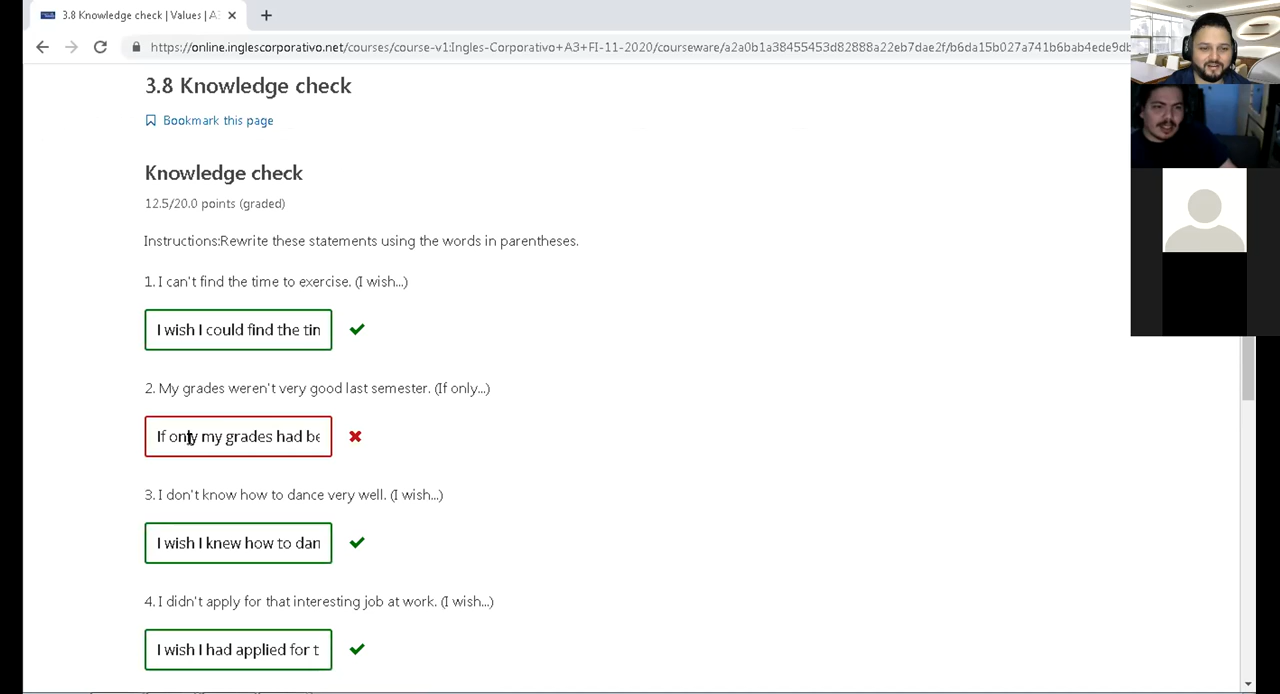 3.8 Knowledge check | Values | A3
https://online.inglescorporativo.net/courses/course-v1:Ingles-Corporativo+A3+FI-11-2020/courseware/a2a0b1a38455453d82888a22eb7dae2f/b6da15b027a741b6bab4ede9db
3.8 Knowledge check
Bookmark this page
Knowledge check
12.5/20.0 points (graded)
Instructions:Rewrite these statements using the words in parentheses.
1. I can't find the time to exercise. (I wish...)
I wish I could find the tin
2. My grades weren't very good last semester. (If only...)
If only my grades had be
3. I don't know how to dance very well. (I wish...)
I wish I knew how to dan
4. I didn't apply for that interesting job at work. (I wish...)
I wish I had applied for t